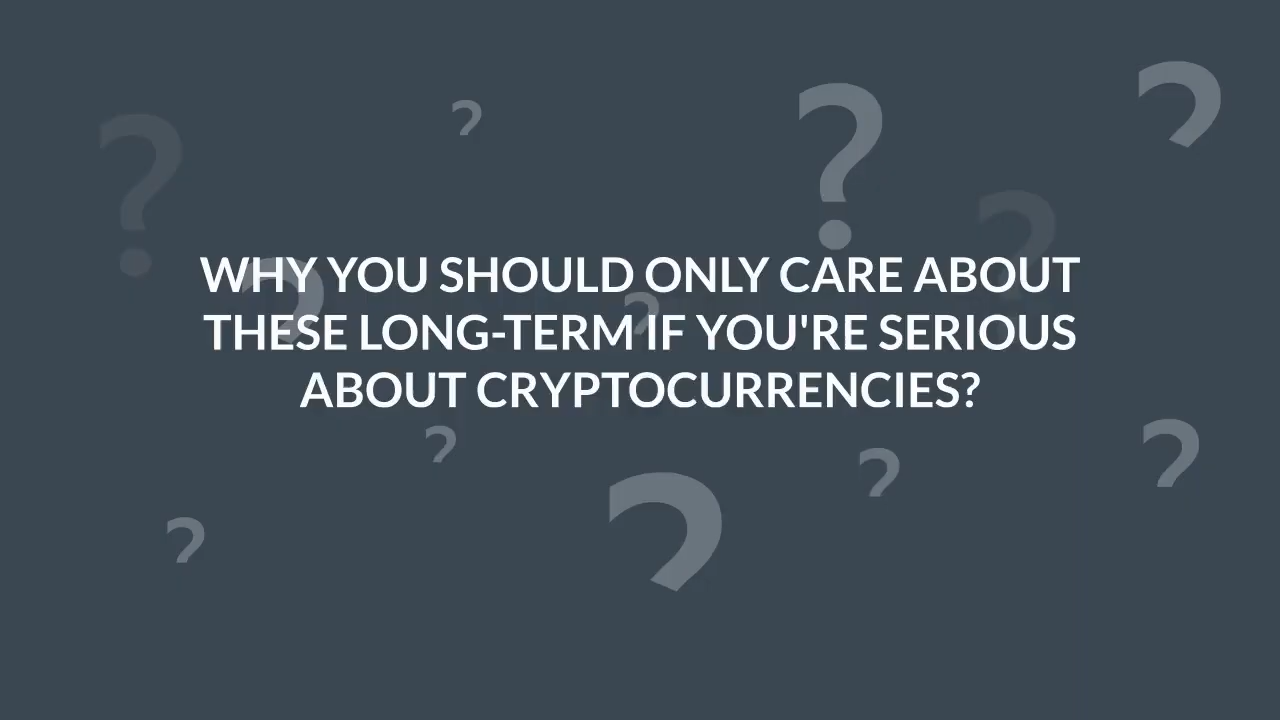 WHY YOU SHOULD ONLY CARE ABOUT
THESE LONG-TERM IF YOU'RE SERIOUS
ABOUT CRYPTOCURRENCIES?